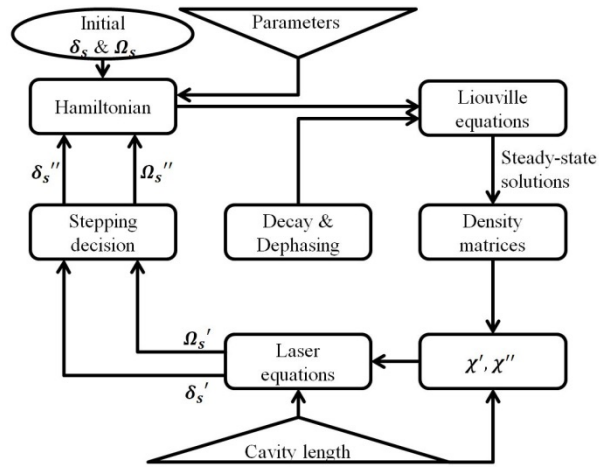 Initial
δₛ & Ωₛ
Parameters
Hamiltonian
Liouville
equations
δₛ''
Ωₛ''
Steady-state
solutions
Stepping
decision
Decay &
Dephasing
Density
matrices
Ωₛ'
δₛ'
Laser
equations
χ', χ''
Cavity length